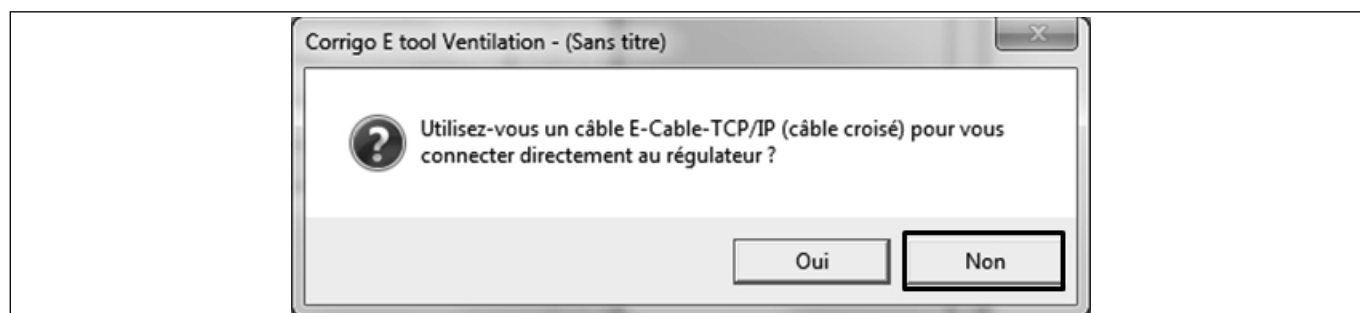 Corrigo E tool Ventilation - (Sans titre)
Utilisez-vous un câble E-Cable-TCP/IP (câble croisé) pour vous
connecter directement au régulateur ?
Oui
Non